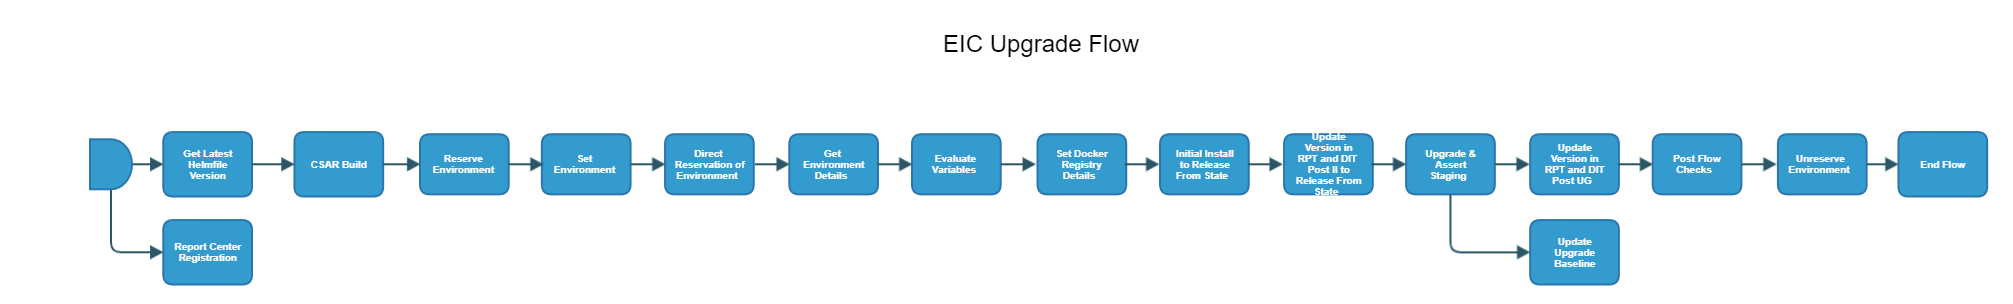 EIC Upgrade Flow
Get Latest
Helmfile
Version
CSAR Build
Reserve
Environment
Set
Environment
Direct
Reservation of
Environment
Get
Environment
Details
Evaluate
Variables
Set Docker
Registry
Details
Initial Install
to Release
From State
Update
Version in
RPT and DIT
Post II to
Release From
State
Upgrade &
Assert
Staging
Update
Version in
RPT and DIT
Post UG
Post Flow
Checks
Unreserve
Environment
End Flow
Report Center
Registration
Update
Upgrade
Baseline